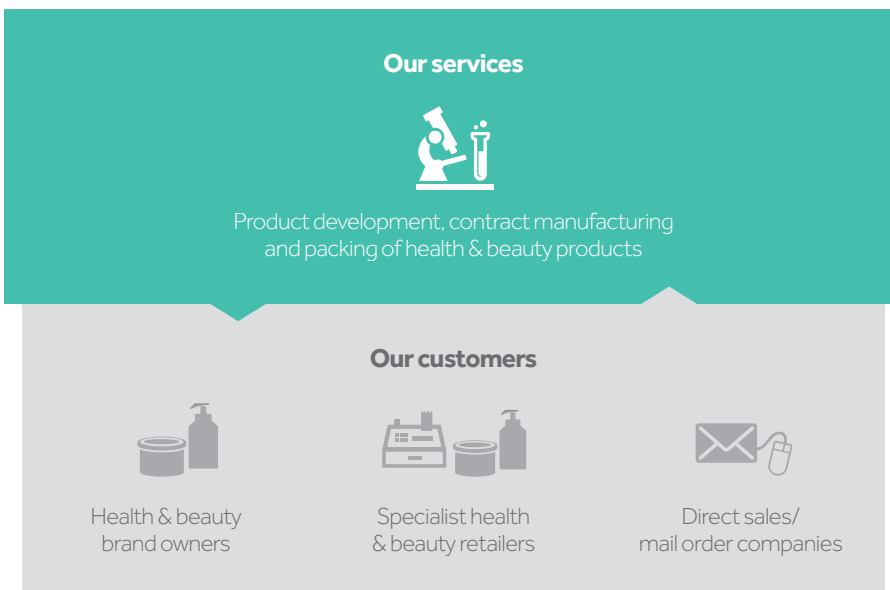 Our services
Product development, contract manufacturing
and packing of health & beauty products
Our customers
Health & beauty
brand owners
Specialist health
& beauty retailers
Direct sales/
mail order companies